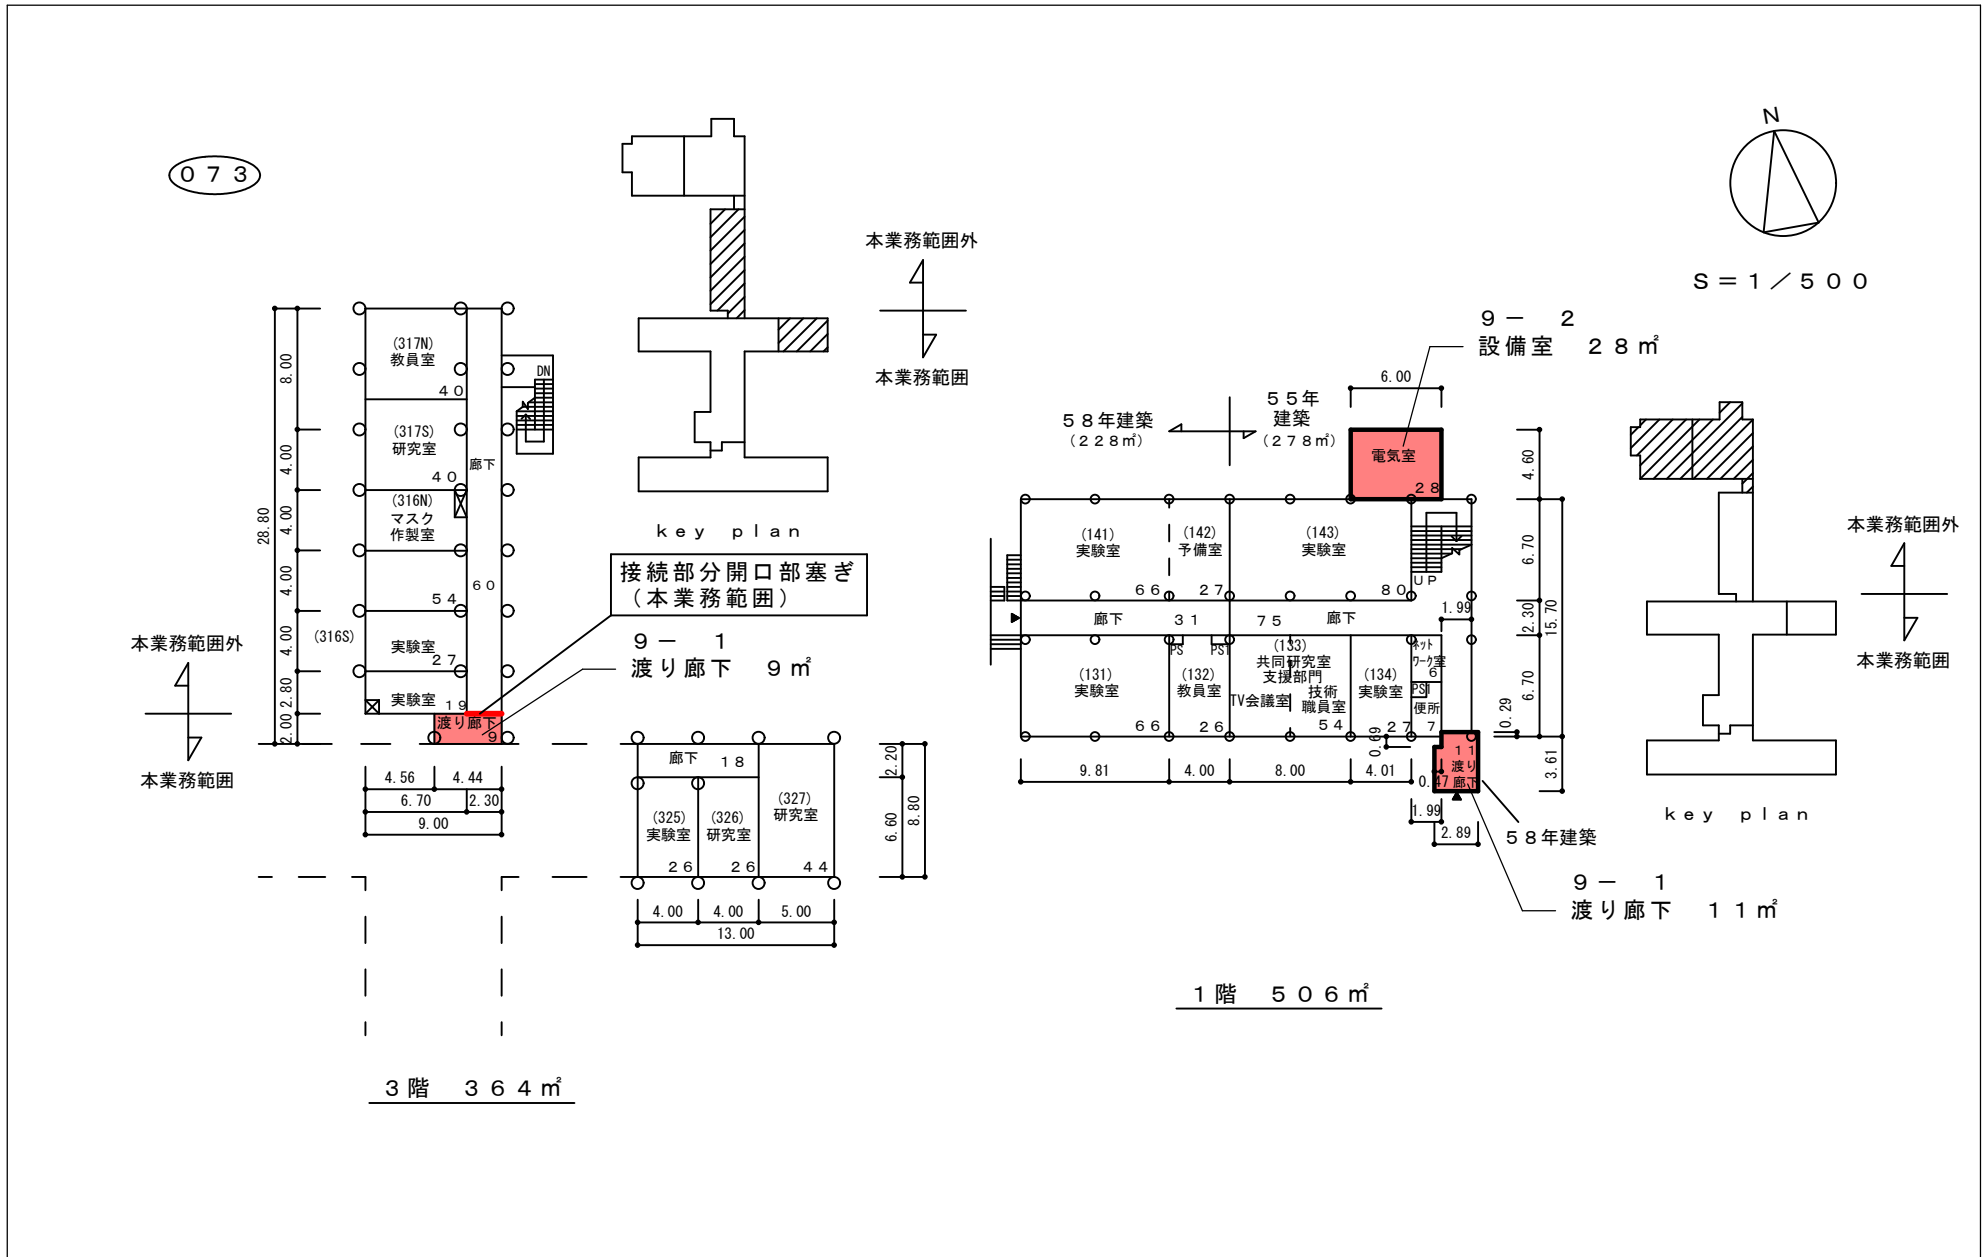 ０７３
N
Ｓ＝１／５００
本業務範囲外
本業務範囲
key plan
8.00
4.00
4.00
4.00
4.00
2.80
2.00
28.80
(317N)
教員室
４０
(317S)
研究室
４０
(316N)
マスク
作製室
５４
(316S)
実験室
２７
実験室
１９
廊下
６０
DN
渡り廊下
９
接続部分開口部塞ぎ
（本業務範囲）
９－　１
渡り廊下　９㎡
本業務範囲外
本業務範囲
4.56
4.44
6.70
2.30
9.00
廊下　１８
(325)
実験室
２６
(326)
研究室
２６
(327)
研究室
４４
2.20
6.60
8.80
4.00
4.00
5.00
13.00
３階　３６４㎡
９－　２
設備室　２８㎡
6.00
５８年建築
（２２８㎡）
５５年
建築
（２７８㎡）
電気室
２８
4.60
6.70
2.30
15.70
6.70
0.29
3.61
(141)
実験室
６６
(142)
予備室
２７
(143)
実験室
８０
UP
1.99
廊下
３１
７５
廊下
PS
PS
(131)
実験室
６６
(132)
教員室
２６
(133)
共同研究室
支援部門
TV会議室
技術
職員室
５４
(134)
実験室
２７
ネット
ワーク室
６
PS
便所
７
9.81
4.00
8.00
4.01
0.69
0.47
１１
渡り
廊下
1.99
2.89
５８年建築
９－　１
渡り廊下　１１㎡
１階　５０６㎡
本業務範囲外
本業務範囲
key plan